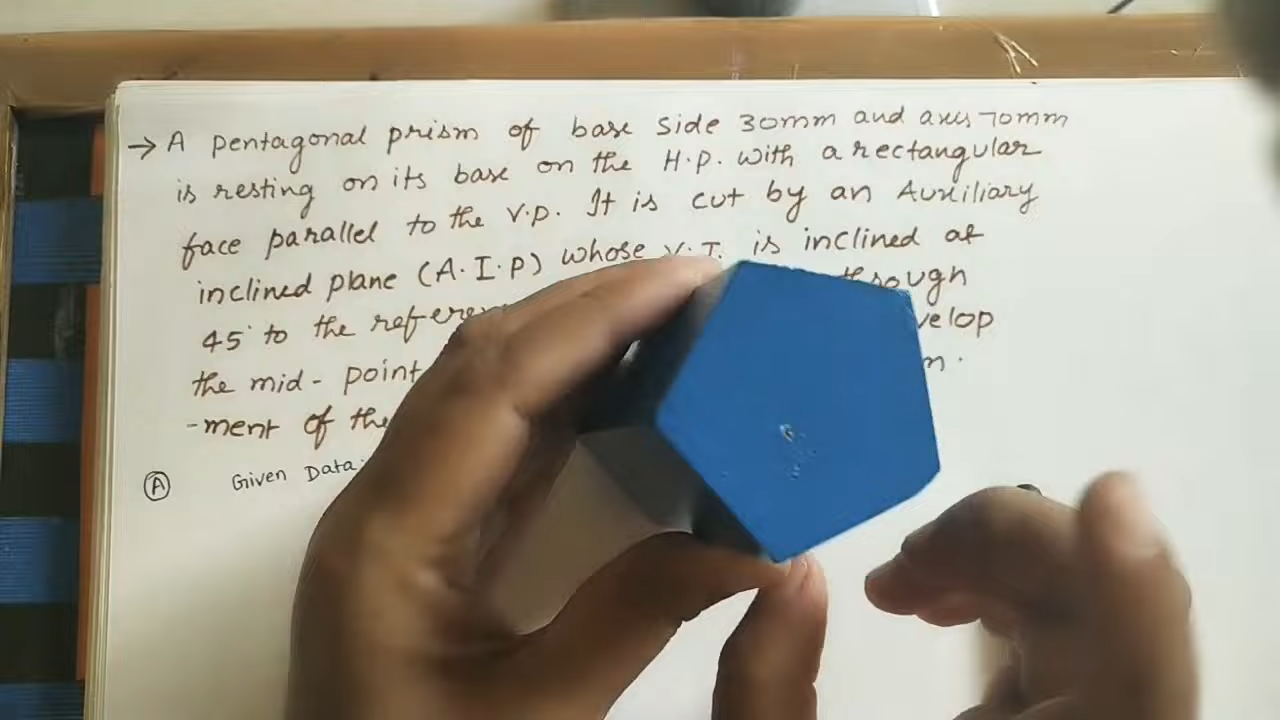 → A pentagonal prism of base side 30mm and axis 70mm
is resting on its base on the H.p. with a rectangular
face parallel to the V.p. It is cut by an Auxiliary
inclined plane (A.I.P) whose V.T. is inclined at
45° to the through
the mid-point
-ment of the
(A) Given Data: